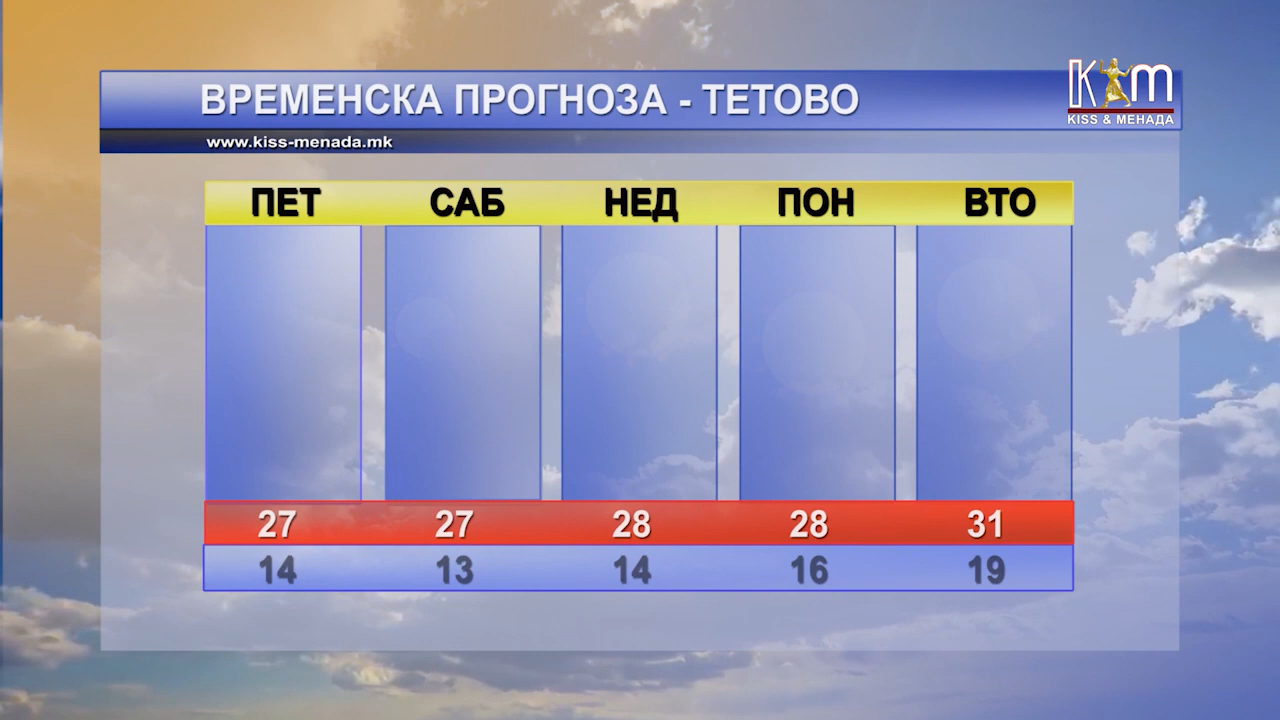 ВРЕМЕНСКА ПРОГНОЗА - ТЕТОВО
KM
KISS & МЕНАДА
www.kiss-menada.mk
ПЕТ САБ НЕД ПОН ВТО
27 27 28 28 31
14 13 14 16 19